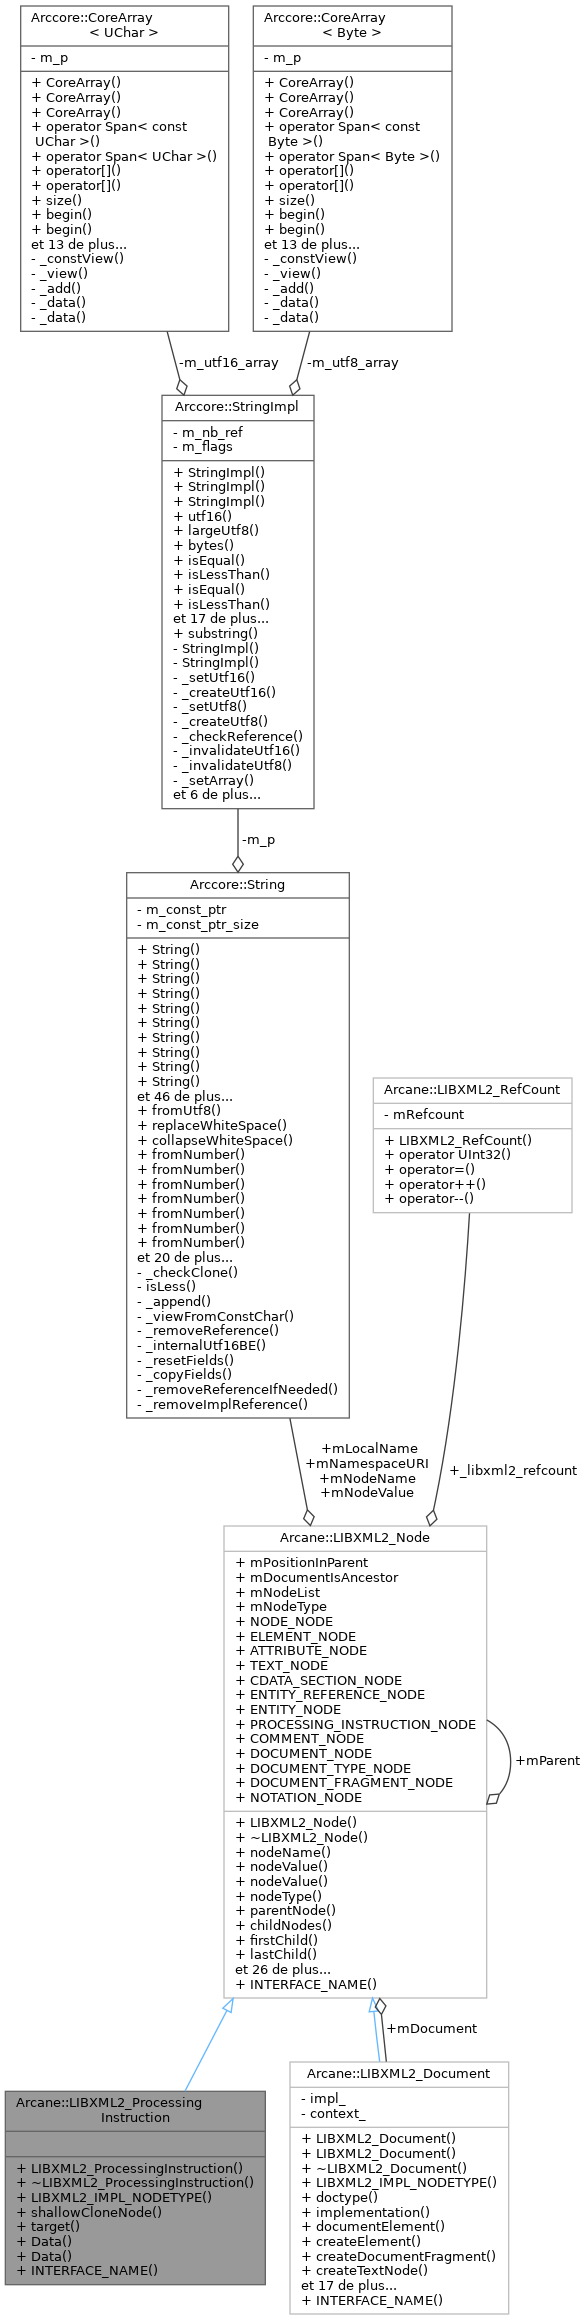 Arccore::CoreArray
< UChar >
- m_p
+ CoreArray()
+ CoreArray()
+ CoreArray()
+ operator Span< const
UChar >()
+ operator Span< UChar >()
+ operator[]()
+ operator[]()
+ size()
+ begin()
+ begin()
et 13 de plus...
- _constView()
- _view()
- _add()
- _data()
- _data()
Arccore::CoreArray
< Byte >
- m_p
+ CoreArray()
+ CoreArray()
+ CoreArray()
+ operator Span< const
Byte >()
+ operator Span< Byte >()
+ operator[]()
+ operator[]()
+ size()
+ begin()
+ begin()
et 13 de plus...
- _constView()
- _view()
- _add()
- _data()
- _data()
-m_utf16_array
-m_utf8_array
Arccore::StringImpl
- m_nb_ref
- m_flags
+ StringImpl()
+ StringImpl()
+ StringImpl()
+ utf16()
+ largeUtf8()
+ bytes()
+ isEqual()
+ isLessThan()
+ isEqual()
+ isLessThan()
et 17 de plus...
+ substring()
- StringImpl()
- StringImpl()
- _setUtf16()
- _createUtf16()
- _setUtf8()
- _createUtf8()
- _checkReference()
- _invalidateUtf16()
- _invalidateUtf8()
- _setArray()
et 6 de plus...
-m_p
Arccore::String
- m_const_ptr
- m_const_ptr_size
+ String()
+ String()
+ String()
+ String()
+ String()
+ String()
+ String()
+ String()
+ String()
+ String()
et 46 de plus...
+ fromUtf8()
+ replaceWhiteSpace()
+ collapseWhiteSpace()
+ fromNumber()
+ fromNumber()
+ fromNumber()
+ fromNumber()
+ fromNumber()
+ fromNumber()
+ fromNumber()
et 20 de plus...
- _checkClone()
- isLess()
- _append()
- _viewFromConstChar()
- _removeReference()
- _internalUtf16BE()
- _resetFields()
- _copyFields()
- _removeReferenceIfNeeded()
- _removeImplReference()
Arcane::LIBXML2_RefCount
- mRefcount
+ LIBXML2_RefCount()
+ operator UInt32()
+ operator=()
+ operator++()
+ operator--()
+mLocalName
+mNamespaceURI
+mNodeName
+mNodeValue
+_libxml2_refcount
Arcane::LIBXML2_Node
+ mPositionInParent
+ mDocumentIsAncestor
+ mNodeList
+ mNodeType
+ NODE_NODE
+ ELEMENT_NODE
+ ATTRIBUTE_NODE
+ TEXT_NODE
+ CDATA_SECTION_NODE
+ ENTITY_REFERENCE_NODE
+ ENTITY_NODE
+ PROCESSING_INSTRUCTION_NODE
+ COMMENT_NODE
+ DOCUMENT_NODE
+ DOCUMENT_TYPE_NODE
+ DOCUMENT_FRAGMENT_NODE
+ NOTATION_NODE
+ LIBXML2_Node()
+ ~LIBXML2_Node()
+ nodeName()
+ nodeValue()
+ nodeValue()
+ nodeType()
+ parentNode()
+ childNodes()
+ firstChild()
+ lastChild()
et 26 de plus...
+ INTERFACE_NAME()
+mParent
+mDocument
Arcane::LIBXML2_Processing
Instruction
+ LIBXML2_ProcessingInstruction()
+ ~LIBXML2_ProcessingInstruction()
+ LIBXML2_IMPL_NODETYPE()
+ shallowCloneNode()
+ target()
+ Data()
+ Data()
+ INTERFACE_NAME()
Arcane::LIBXML2_Document
- impl_
- context_
+ LIBXML2_Document()
+ LIBXML2_Document()
+ ~LIBXML2_Document()
+ LIBXML2_IMPL_NODETYPE()
+ doctype()
+ implementation()
+ documentElement()
+ createElement()
+ createDocumentFragment()
+ createTextNode()
et 17 de plus...
+ INTERFACE_NAME()